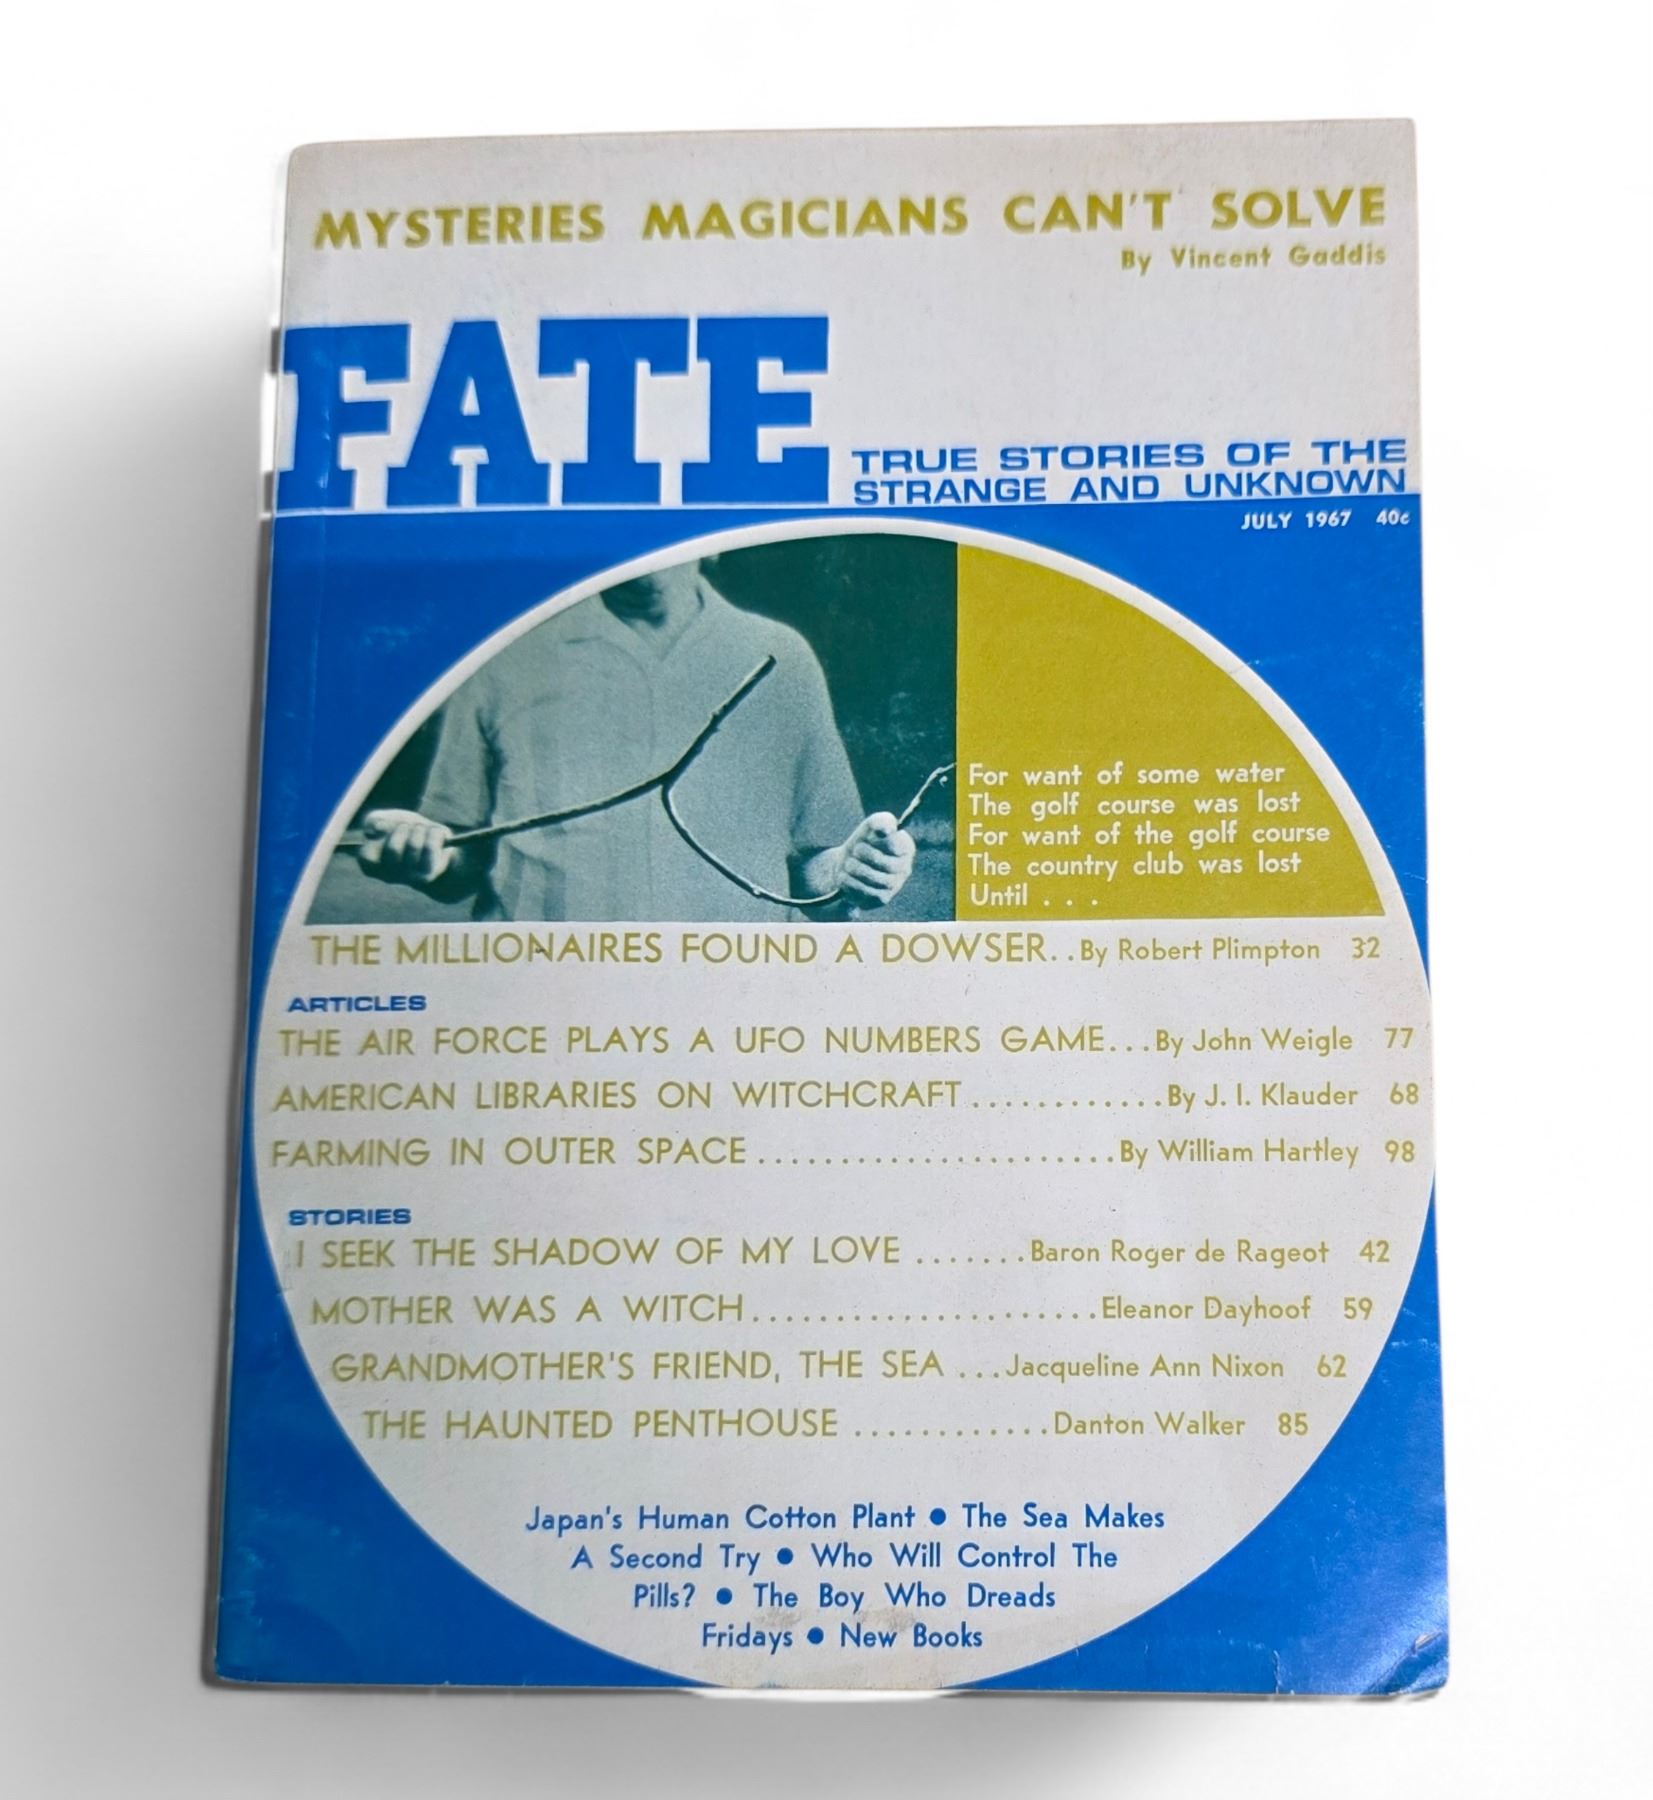 MYSTERIES MAGICIANS CAN'T SOLVE
By Vincent Gaddis
FATE
TRUE STORIES OF THE
STRANGE AND UNKNOWN
JULY 1967 40¢
For want of some water
The golf course was lost
For want of the golf course
The country club was lost
Until . . .
THE MILLIONAIRES FOUND A DOWSER. . By Robert Plimpton 32
ARTICLES
THE AIR FORCE PLAYS A UFO NUMBERS GAME. . . By John Weigle 77
AMERICAN LIBRARIES ON WITCHCRAFT . . . . . . . . . . . . By J. I. Klauder 68
FARMING IN OUTER SPACE . . . . . . . . . . . . . . . . . . . . . . . By William Hartley 98
STORIES
I SEEK THE SHADOW OF MY LOVE . . . . . . . Baron Roger de Rageot 42
MOTHER WAS A WITCH . . . . . . . . . . . . . . . . . . . . . . Eleanor Dayhoof 59
GRANDMOTHER'S FRIEND, THE SEA . . . Jacqueline Ann Nixon 62
THE HAUNTED PENTHOUSE . . . . . . . . . . . . Danton Walker 85
Japan's Human Cotton Plant ● The Sea Makes
A Second Try ● Who Will Control The
Pills? ● The Boy Who Dreads
Fridays ● New Books